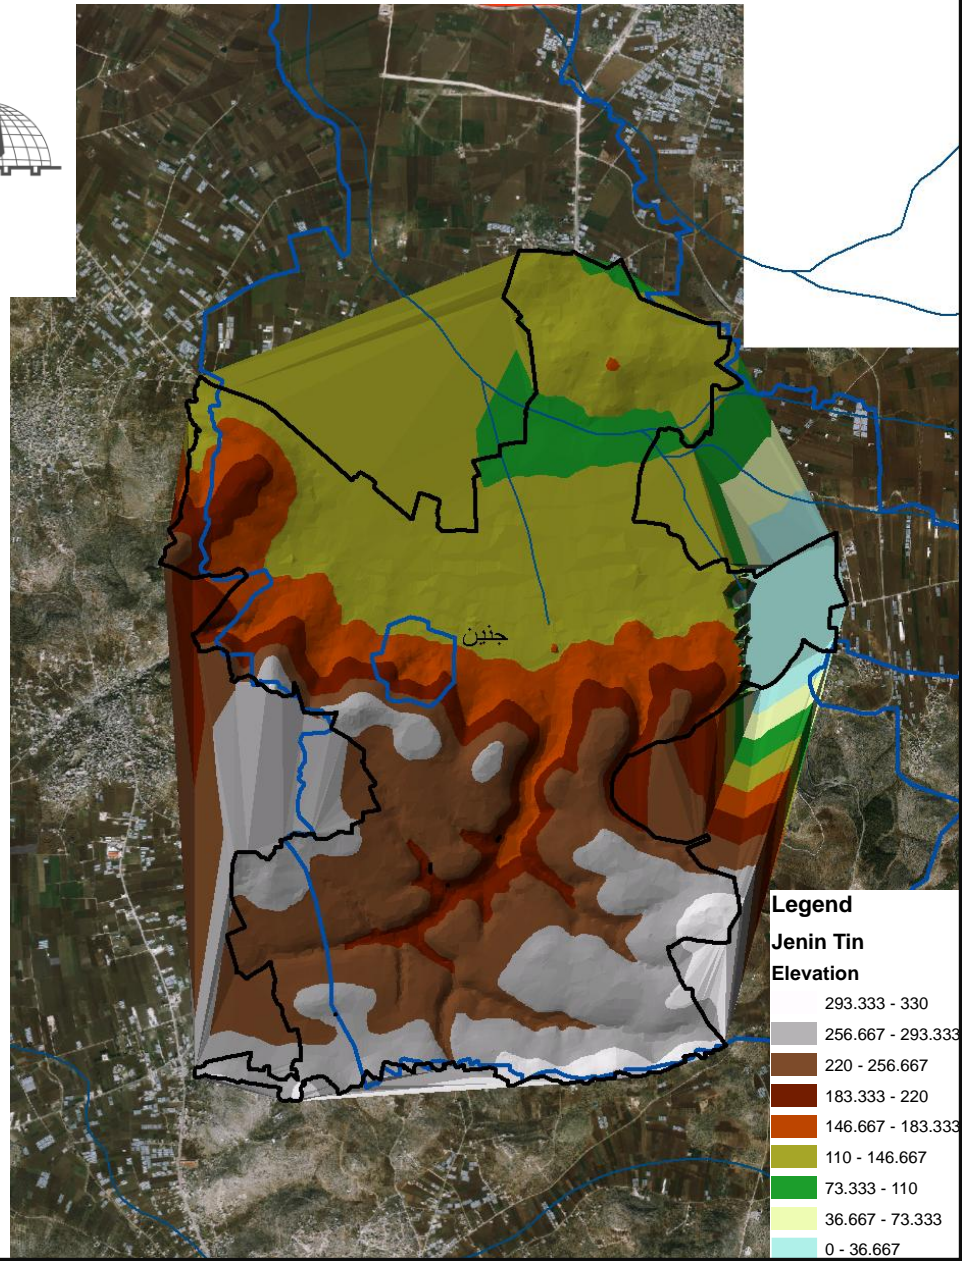 جنين
Legend
Jenin Tin
Elevation
293.333 - 330
256.667 - 293.333
220 - 256.667
183.333 - 220
146.667 - 183.333
110 - 146.667
73.333 - 110
36.667 - 73.333
0 - 36.667